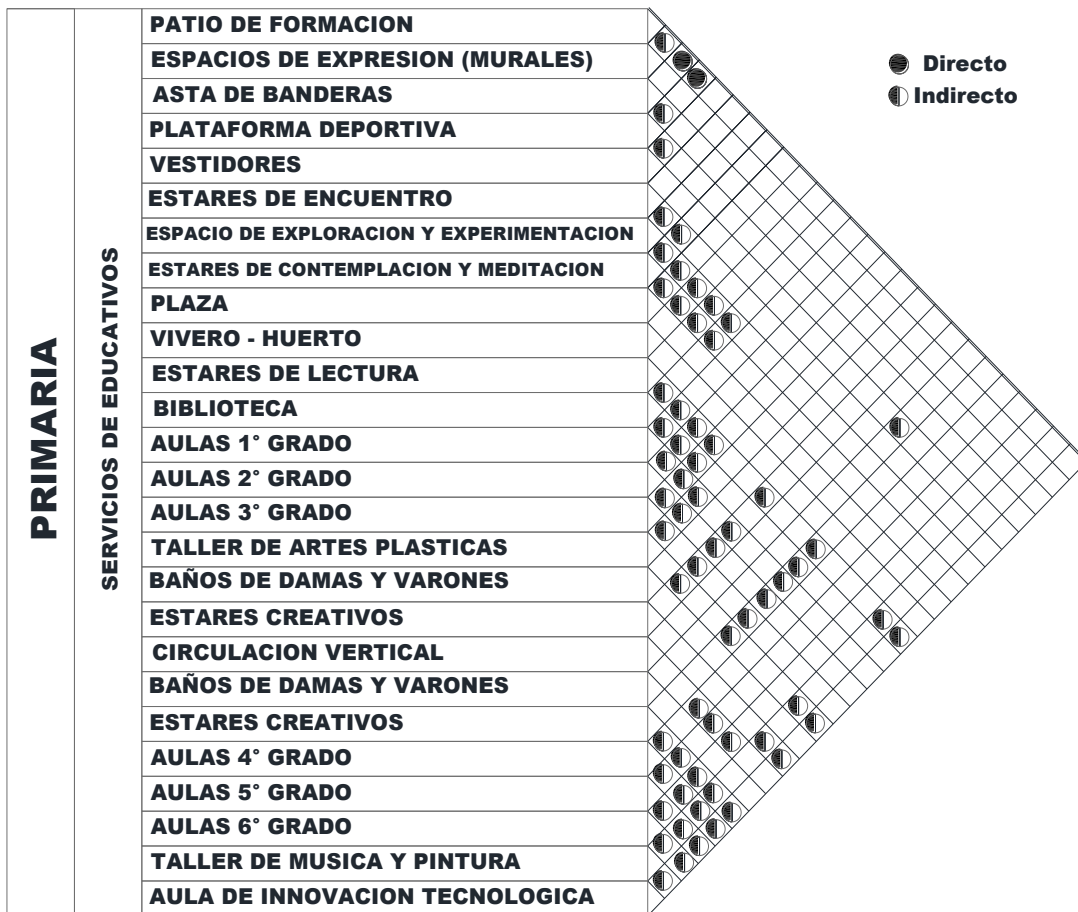 PRIMARIA
SERVICIOS DE EDUCATIVOS
PATIO DE FORMACION
ESPACIOS DE EXPRESION (MURALES)
ASTA DE BANDERAS
PLATAFORMA DEPORTIVA
VESTIDORES
ESTARES DE ENCUENTRO
ESPACIO DE EXPLORACION Y EXPERIMENTACION
ESTARES DE CONTEMPLACION Y MEDITACION
PLAZA
VIVERO - HUERTO
ESTARES DE LECTURA
BIBLIOTECA
AULAS 1° GRADO
AULAS 2° GRADO
AULAS 3° GRADO
TALLER DE ARTES PLASTICAS
BAÑOS DE DAMAS Y VARONES
ESTARES CREATIVOS
CIRCULACION VERTICAL
BAÑOS DE DAMAS Y VARONES
ESTARES CREATIVOS
AULAS 4° GRADO
AULAS 5° GRADO
AULAS 6° GRADO
TALLER DE MUSICA Y PINTURA
AULA DE INNOVACION TECNOLOGICA
Directo
Indirecto